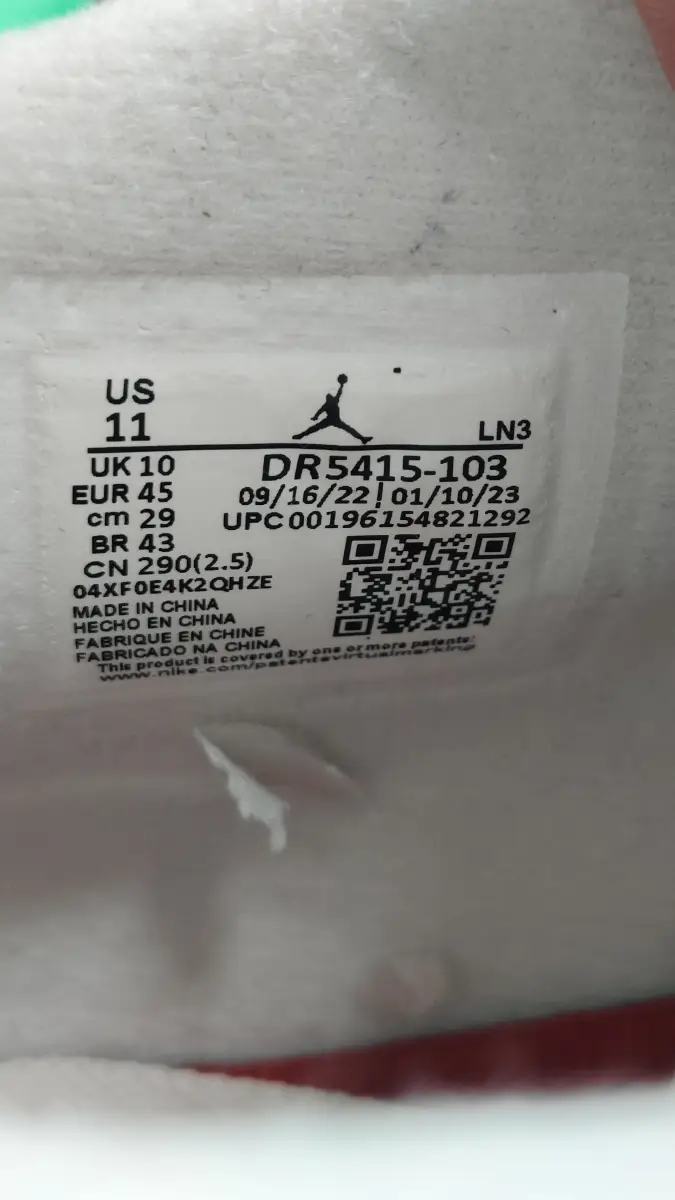 US
11
LN3
UK 10
DR5415-103
EUR 45
09/16/22 | 01/10/23
cm 29
UPC 00196154821292
BR 43
CN 290(2.5)
04XF0E4K2QHZE
MADE IN CHINA
HECHO EN CHINA
FABRIQUE EN CHINE
FABRICADO NA CHINA
This product is covered by one or more patents:
www.nike.com/patentsvirtualmarking